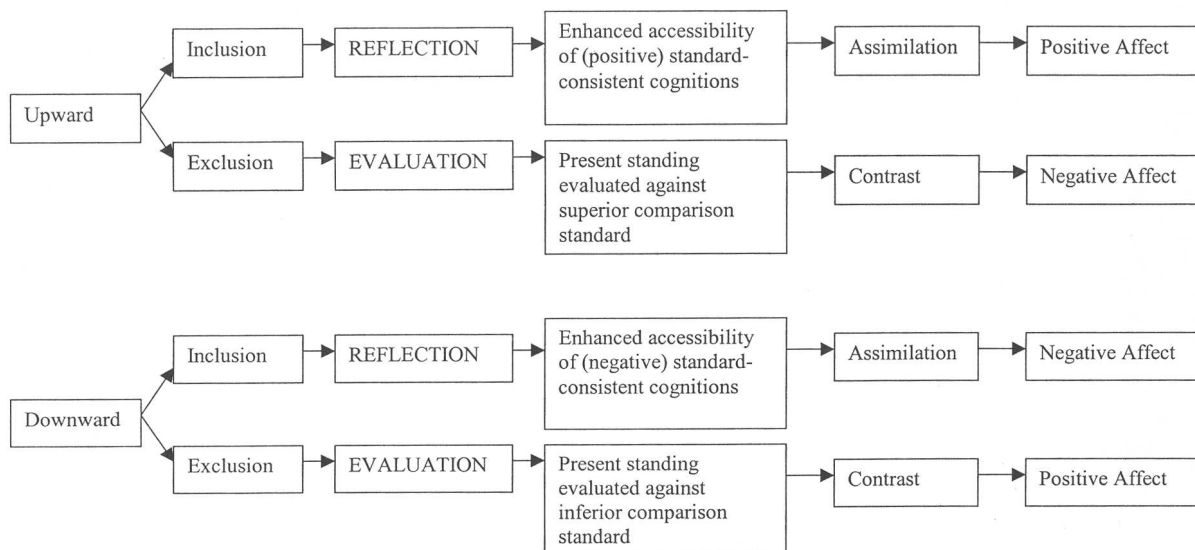 Inclusion
REFLECTION
Enhanced accessibility
of (positive) standard-
consistent cognitions
Assimilation
Positive Affect
Upward
Exclusion
EVALUATION
Present standing
evaluated against
superior comparison
standard
Contrast
Negative Affect
Inclusion
REFLECTION
Enhanced accessibility
of (negative) standard-
consistent cognitions
Assimilation
Negative Affect
Downward
Exclusion
EVALUATION
Present standing
evaluated against
inferior comparison
standard
Contrast
Positive Affect